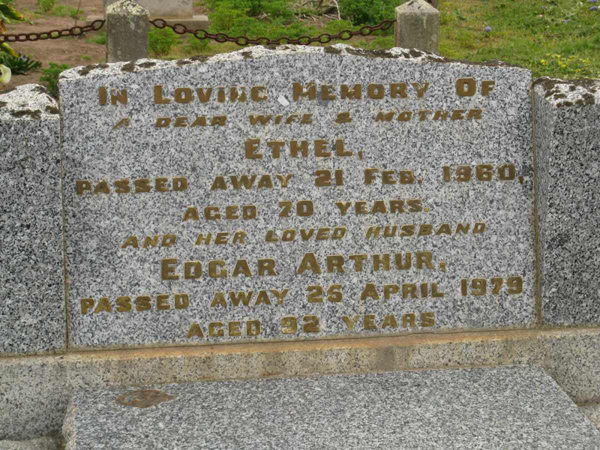 IN LOVING MEMORY OF
A DEAR WIFE & MOTHER
ETHEL,
PASSED AWAY 21 FEB. 1960,
AGED 70 YEARS.
AND HER LOVED HUSBAND
EDGAR ARTHUR,
PASSED AWAY 25 APRIL 1979
AGED 92 YEARS